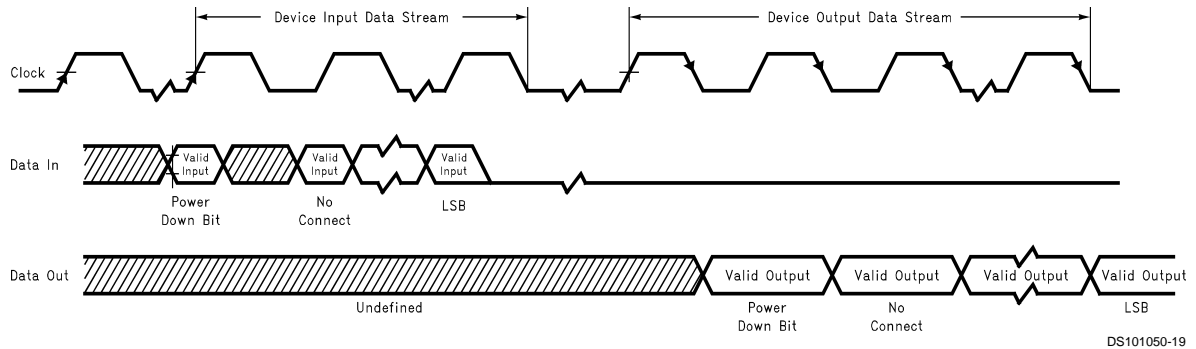 Device Input Data Stream
Device Output Data Stream
Clock
Data In
Valid Input
Valid Input
Valid Input
Power Down Bit
No Connect
LSB
Data Out
Valid Output
Valid Output
Valid Output
Valid Output
Undefined
Power Down Bit
No Connect
LSB
DS101050-19